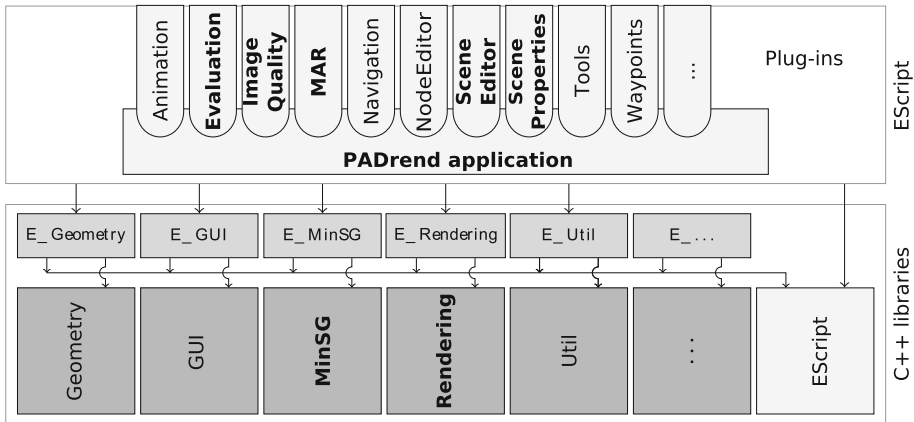 Animation
Evaluation
Image
Quality
MAR
Navigation
NodeEditor
Scene
Editor
Scene
Properties
Tools
Waypoints
...
Plug-ins
EScript
PADrend application
E_Geometry
E_GUI
E_MinSG
E_Rendering
E_Util
E_...
Geometry
GUI
MinSG
Rendering
Util
...
EScript
C++ libraries